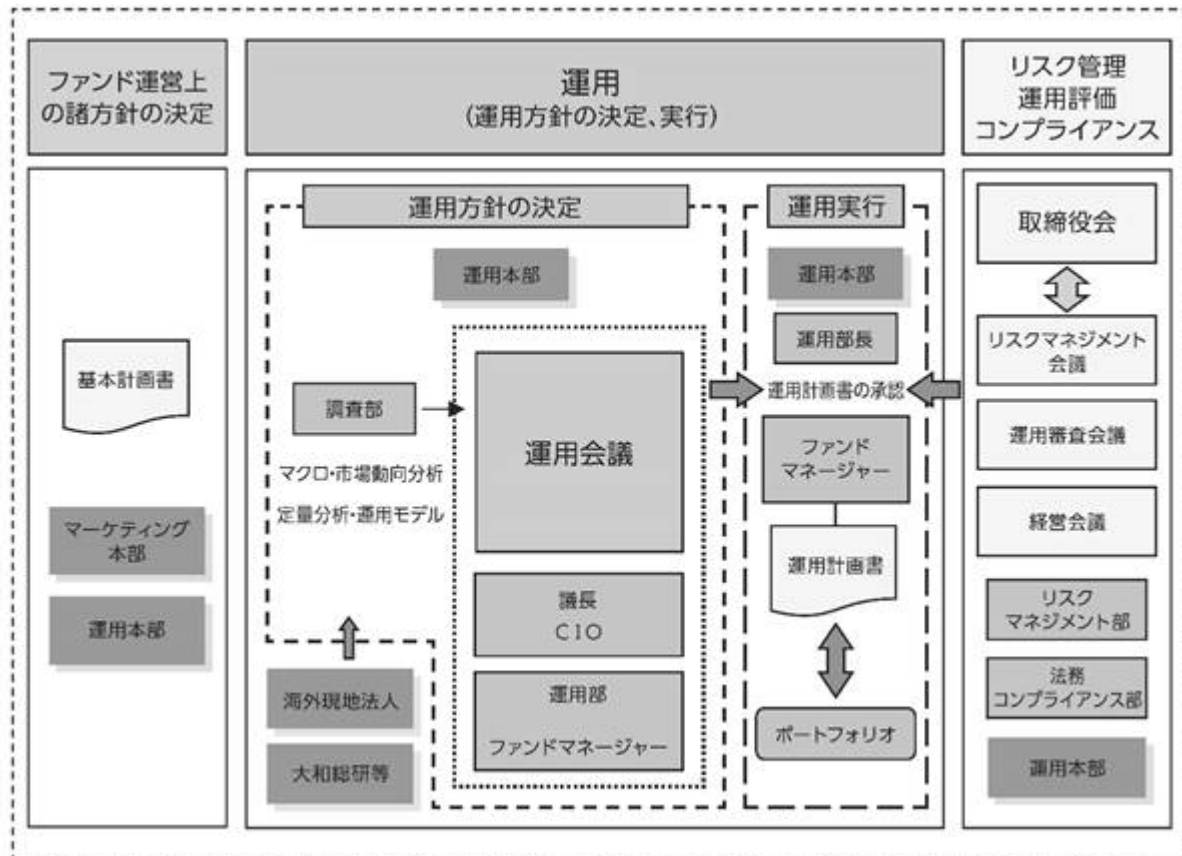 ファンド運営上
の諸方針の決定
運用
(運用方針の決定、実行)
リスク管理
運用評価
コンプライアンス
基本計画書
マーケティング
本部
運用本部
運用方針の決定
運用本部
調査部
マクロ・市場動向分析
定量分析・運用モデル
運用会議
議長
CIO
運用部
ファンドマネージャー
海外現地法人
大和総研等
運用実行
運用本部
運用部長
運用計画書の承認
ファンド
マネージャー
運用計画書
ポートフォリオ
取締役会
リスクマネジメント
会議
運用審査会議
経営会議
リスク
マネジメント部
法務
コンプライアンス部
運用本部